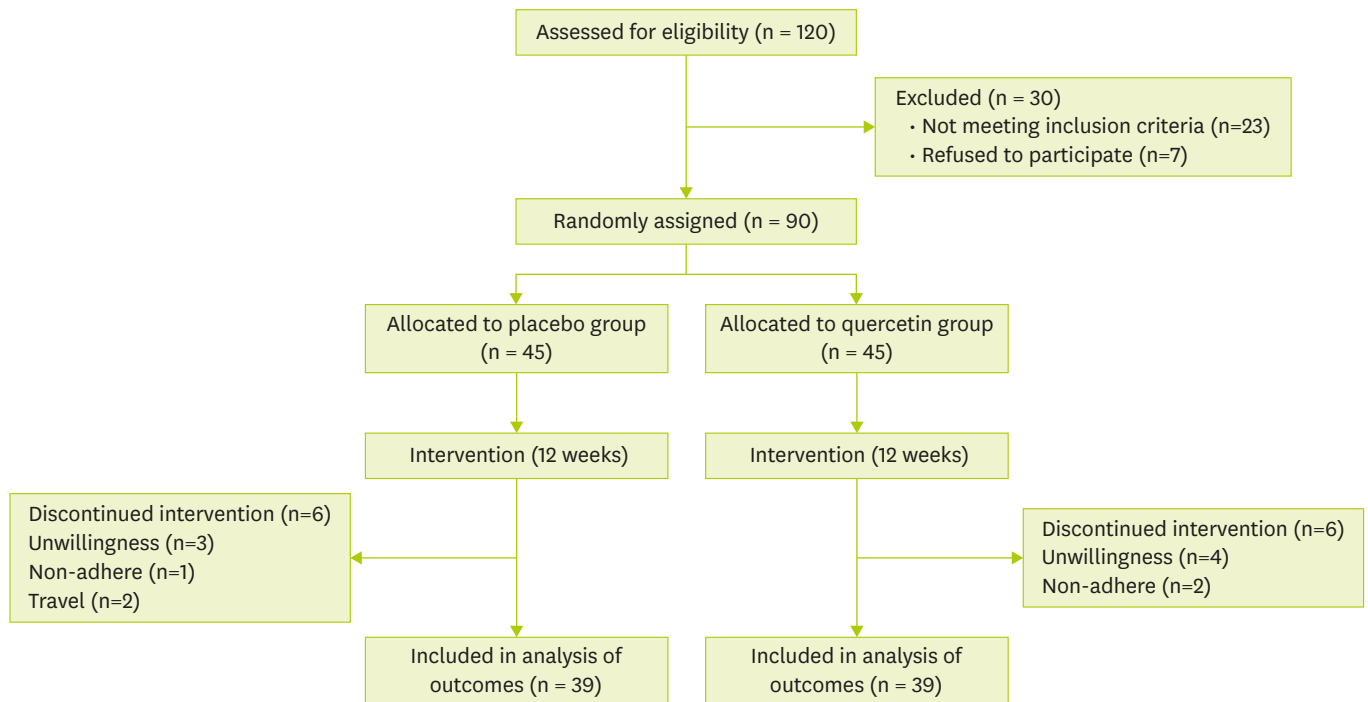 Assessed for eligibility (n = 120)
Excluded (n = 30)
• Not meeting inclusion criteria (n=23)
• Refused to participate (n=7)
Randomly assigned (n = 90)
Allocated to placebo group
(n = 45)
Allocated to quercetin group
(n = 45)
Intervention (12 weeks)
Intervention (12 weeks)
Discontinued intervention (n=6)
Unwillingness (n=3)
Non-adhere (n=1)
Travel (n=2)
Discontinued intervention (n=6)
Unwillingness (n=4)
Non-adhere (n=2)
Included in analysis of
outcomes (n = 39)
Included in analysis of
outcomes (n = 39)